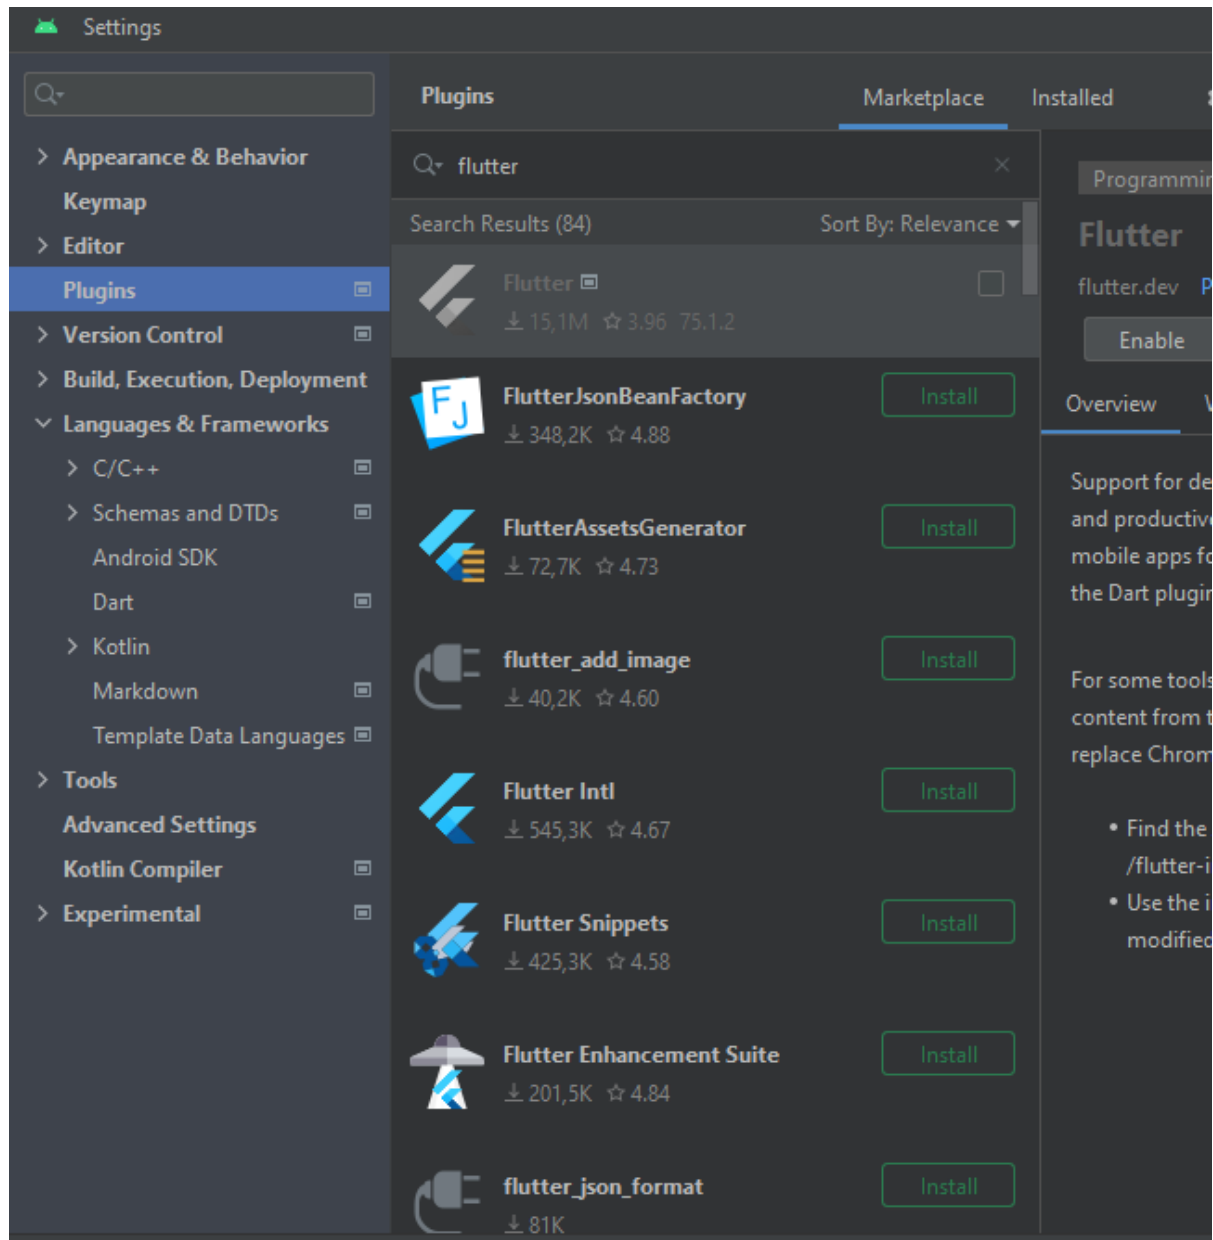 Settings
Appearance & Behavior
Keymap
Editor
Plugins
Version Control
Build, Execution, Deployment
Languages & Frameworks
C/C++
Schemas and DTDs
Android SDK
Dart
Kotlin
Markdown
Template Data Languages
Tools
Advanced Settings
Kotlin Compiler
Experimental
Plugins
Marketplace
Installed
flutter
Search Results (84)
Sort By: Relevance
Flutter
15,1M 3.96 75.1.2
FlutterJsonBeanFactory
Install
348,2K 4.88
FlutterAssetsGenerator
Install
72,7K 4.73
flutter_add_image
Install
40,2K 4.60
Flutter Intl
Install
545,3K 4.67
Flutter Snippets
Install
425,3K 4.58
Flutter Enhancement Suite
Install
201,5K 4.84
flutter_json_format
Install
81K
Programmin
Flutter
flutter.dev P
Enable
Overview
Support for de
and productive
mobile apps fo
the Dart plugin
For some tools
content from t
replace Chrom
• Find the
/flutter-i
• Use the i
modified